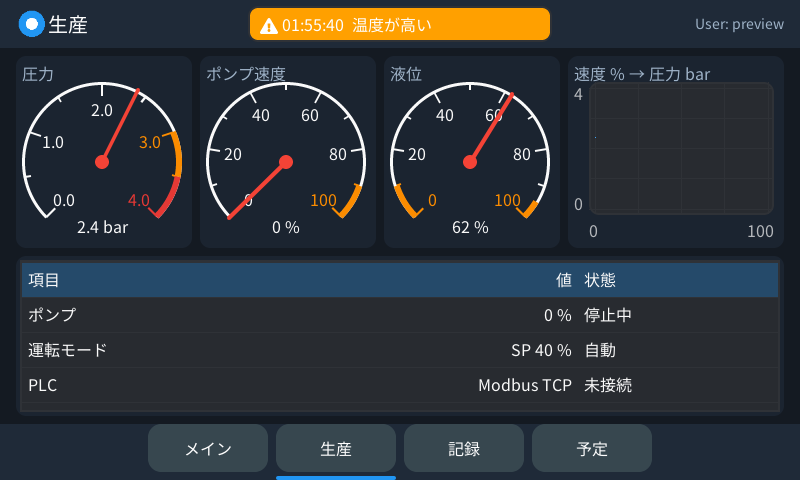 生産
01:55:40 温度が高い
User: preview
圧力
0.0
1.0
2.0
3.0
4.0
2.4 bar
ポンプ速度
0
20
40
60
80
100
0 %
液位
0
20
40
60
80
100
62 %
速度 % → 圧力 bar
4
0
0
100
項目 値 状態
ポンプ 0 % 停止中
運転モード SP 40 % 自動
PLC Modbus TCP 未接続
メイン
生産
記録
予定